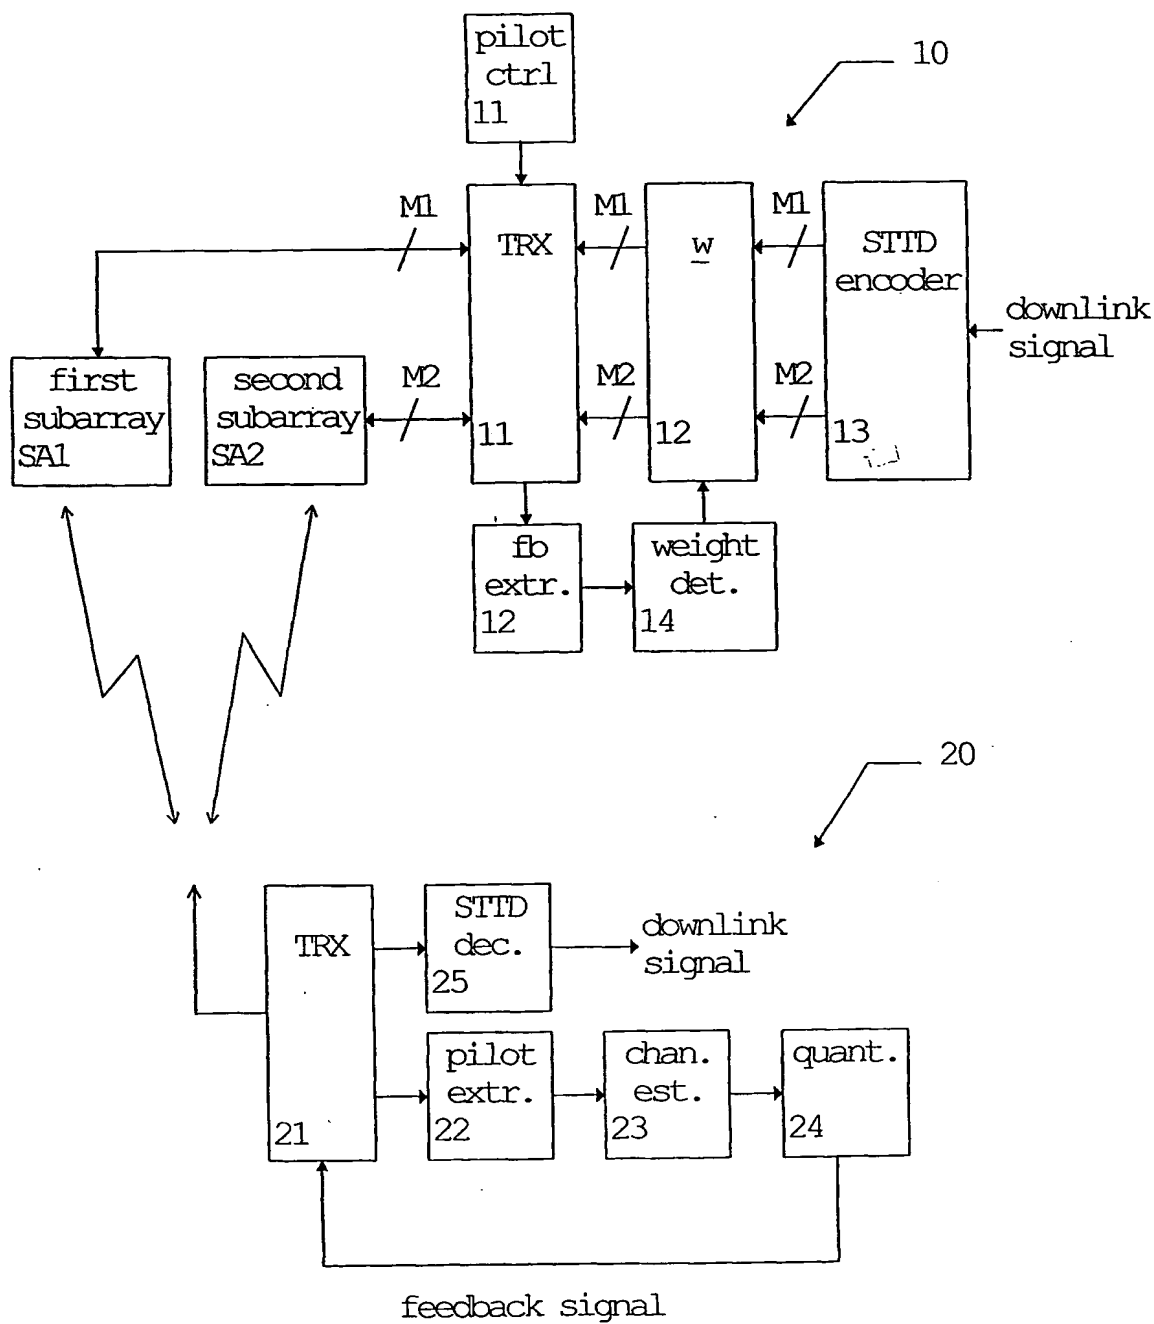 pilot
ctrl
11
10
M1
M1
M1
TRX
w
STTD
encoder
downlink
signal
first
subarray
SA1
second
subarray
SA2
M2
M2
M2
11
12
13
fb
extr.
12
weight
det.
14
20
TRX
21
STTD
dec.
25
downlink
signal
pilot
extr.
22
chan.
est.
23
quant.
24
feedback signal